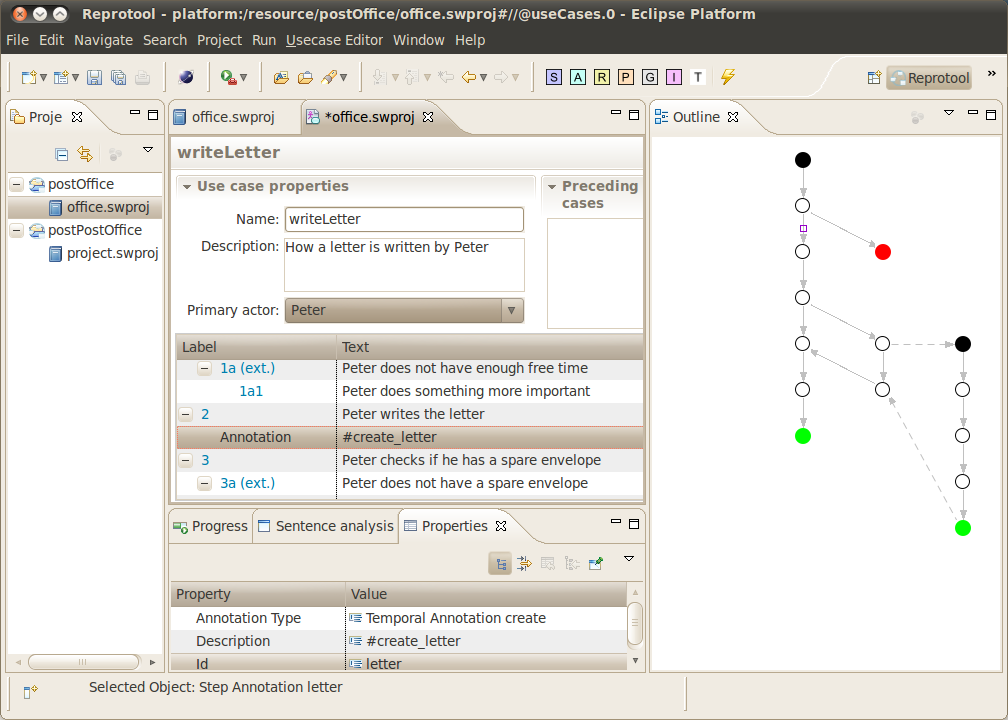 Reprotool - platform:/resource/postOffice/office.swproj#//@useCases.0 - Eclipse Platform
File Edit Navigate Search Project Run Usecase Editor Window Help
S A R P G I T Reprotool »
Proje
postOffice
office.swproj
postPostOffice
project.swproj
office.swproj *office.swproj
writeLetter
Use case properties
Name: writeLetter
Description: How a letter is written by Peter
Primary actor: Peter
Preceding
cases
Label Text
1a (ext.) Peter does not have enough free time
1a1 Peter does something more important
2 Peter writes the letter
Annotation #create_letter
3 Peter checks if he has a spare envelope
3a (ext.) Peter does not have a spare envelope
Progress Sentence analysis Properties
Property Value
Annotation Type Temporal Annotation create
Description #create_letter
Id letter
Outline
Selected Object: Step Annotation letter